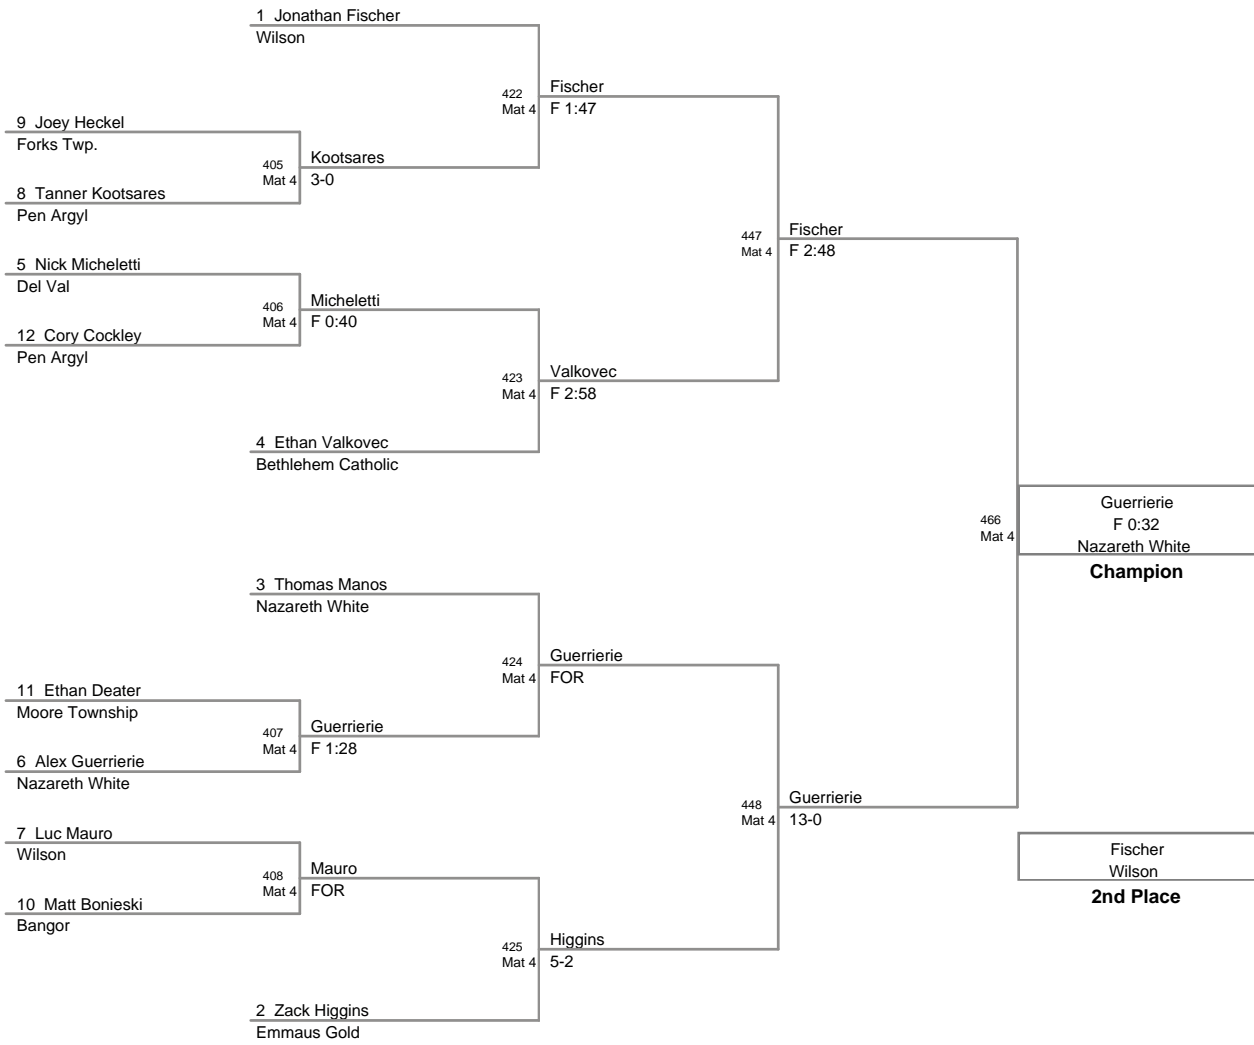 1 Jonathan Fischer
Wilson
422
Mat 4
Fischer
F 1:47
9 Joey Heckel
Forks Twp.
405
Mat 4
Kootsares
3-0
8 Tanner Kootsares
Pen Argyl
447
Mat 4
Fischer
F 2:48
5 Nick Micheletti
Del Val
406
Mat 4
Micheletti
F 0:40
12 Cory Cockley
Pen Argyl
423
Mat 4
Valkovec
F 2:58
4 Ethan Valkovec
Bethlehem Catholic
466
Mat 4
Guerrierie
F 0:32
Nazareth White
Champion
3 Thomas Manos
Nazareth White
424
Mat 4
Guerrierie
FOR
11 Ethan Deater
Moore Township
407
Mat 4
Guerrierie
F 1:28
6 Alex Guerrierie
Nazareth White
448
Mat 4
Guerrierie
13-0
7 Luc Mauro
Wilson
408
Mat 4
Mauro
FOR
10 Matt Bonieski
Bangor
Fischer
Wilson
2nd Place
425
Mat 4
Higgins
5-2
2 Zack Higgins
Emmaus Gold